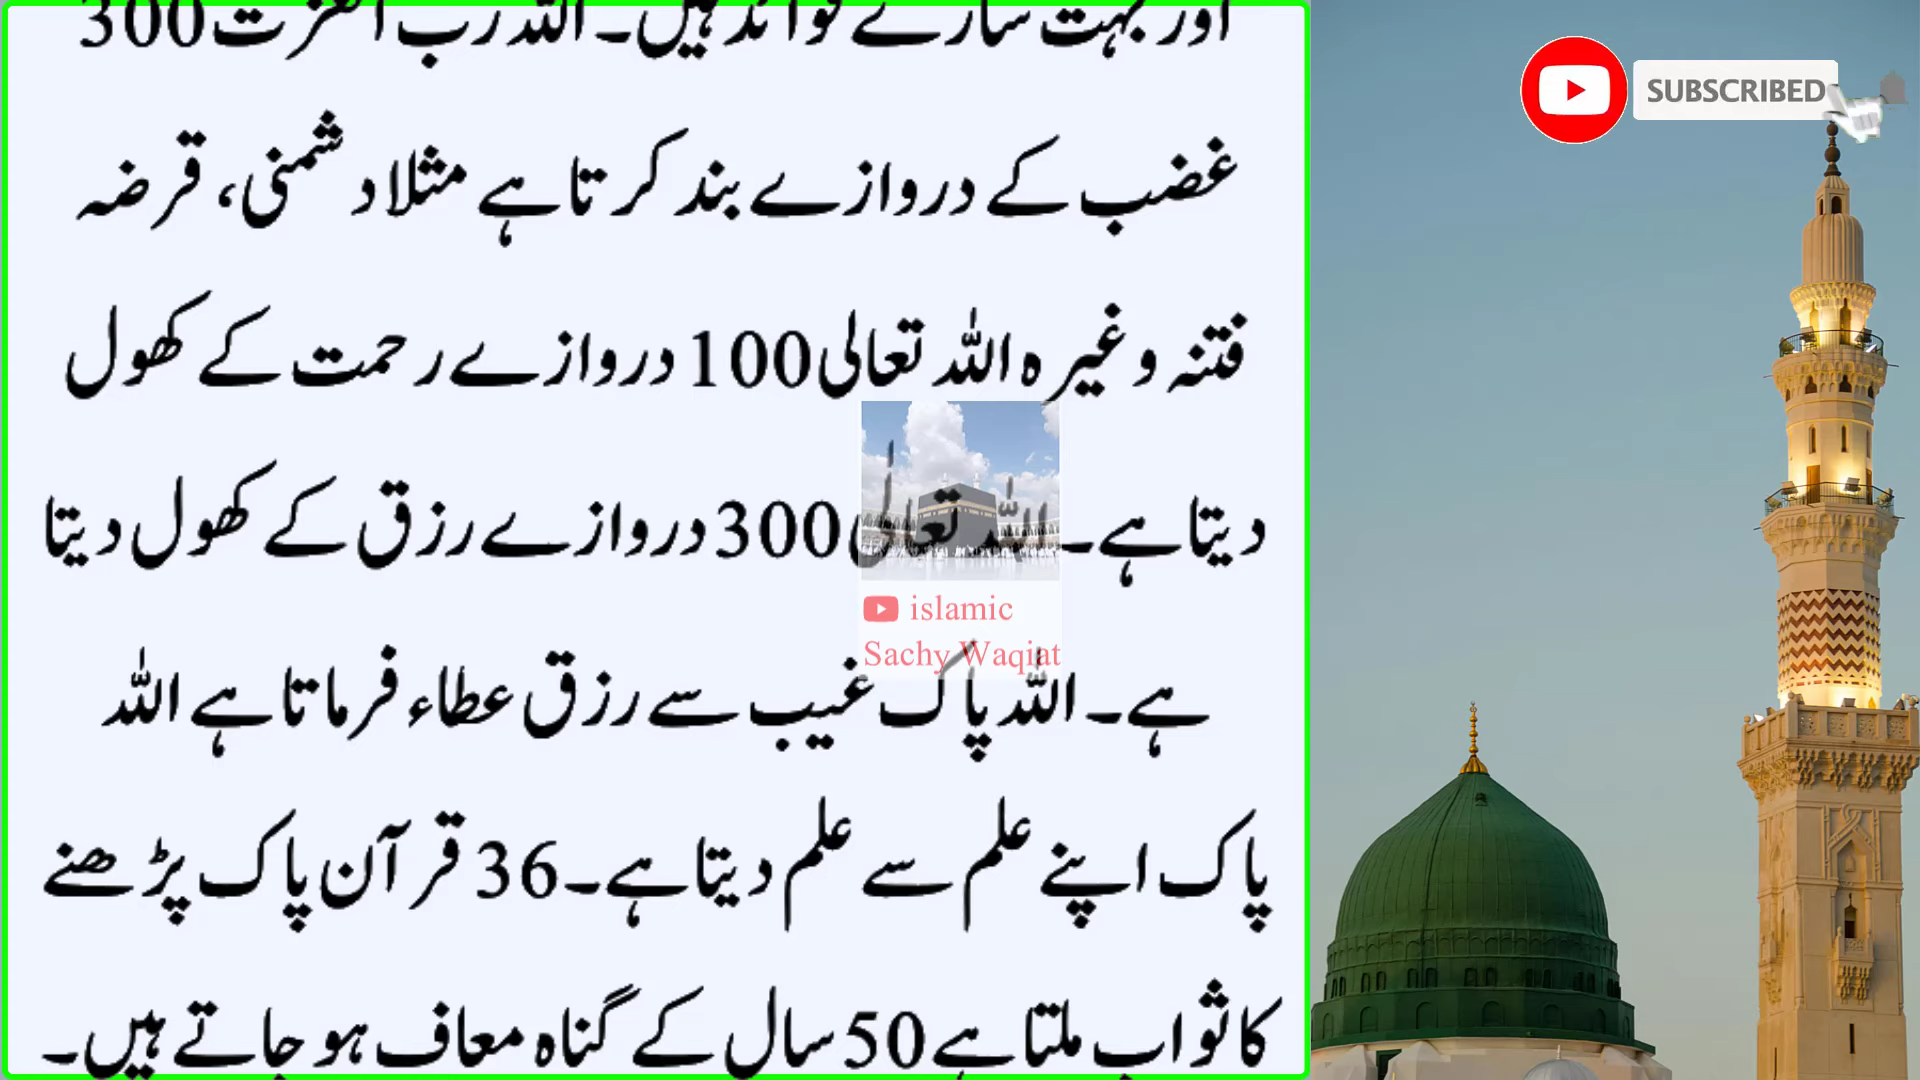 اور بہت سارے فوائد ہیں۔ اللہ رب العزت 300
غضب کے دروازے بند کرتا ہے مثلا دشمنی، قرضہ
فتنہ وغیرہ اللہ تعالی 100 دروازے رحمت کے کھول
دیتا ہے۔ اللہ تعالی 300 دروازے رزق کے کھول دیتا
ہے۔ اللہ پاک غیب سے رزق عطاء فرماتا ہے اللہ
پاک اپنے علم سے علم دیتا ہے۔ 36 قرآن پاک پڑھنے
کا ثواب ملتا ہے 50 سال کے گناہ معاف ہو جاتے ہیں۔
SUBSCRIBED
islamic
Sachy Waqiat